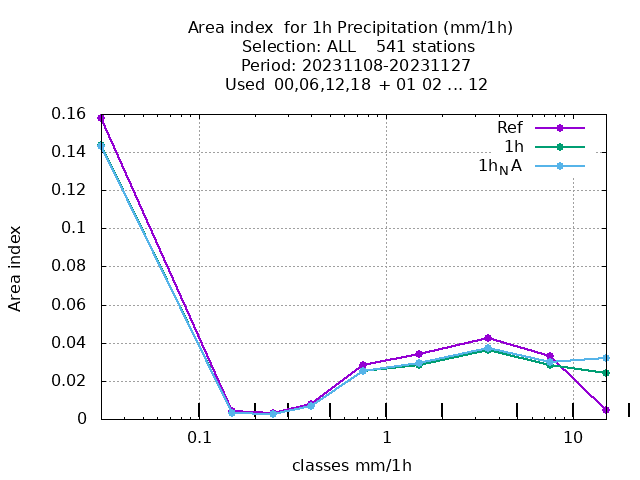 Area index  for 1h Precipitation (mm/1h)
Selection: ALL    541 stations
Period: 20231108-20231127
Used  00,06,12,18  + 01 02 ... 12
0.16
0.14
0.12
0.1
0.08
0.06
0.04
0.02
0
Area index
Ref
1h
1h_NA
0.1
1
10
classes mm/1h